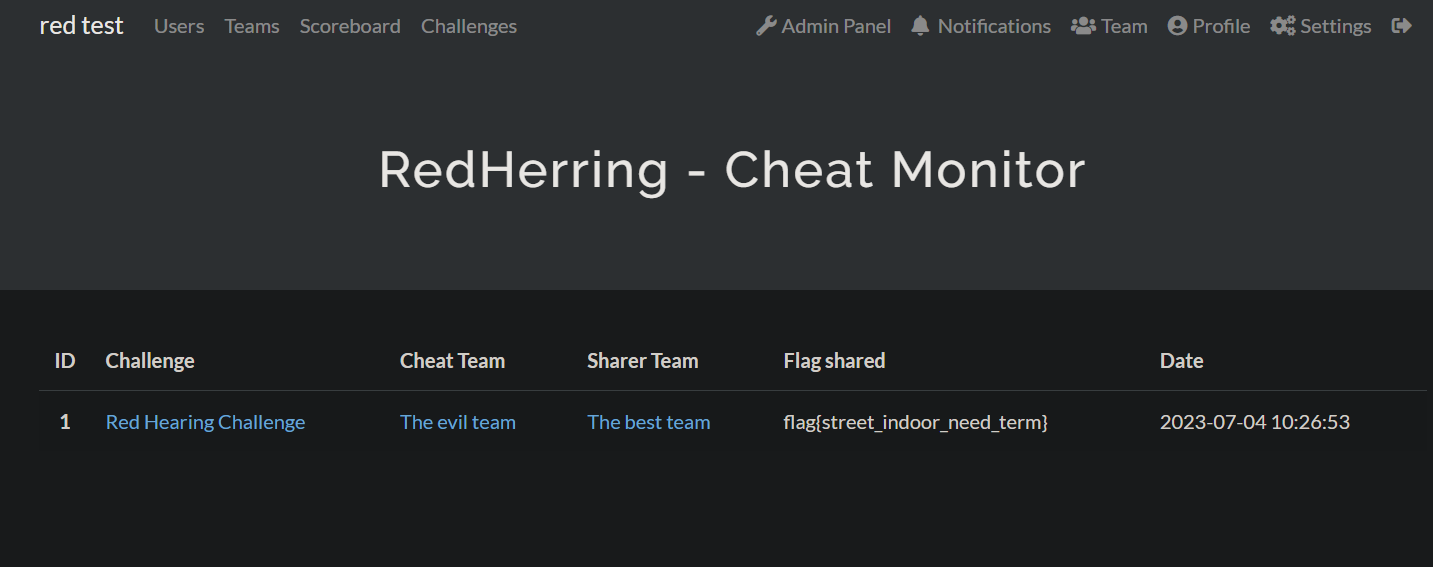 red test Users Teams Scoreboard Challenges Admin Panel Notifications Team Profile Settings
RedHerring - Cheat Monitor
ID Challenge Cheat Team Sharer Team Flag shared Date
1 Red Hearing Challenge The evil team The best team flag{street_indoor_need_term} 2023-07-04 10:26:53